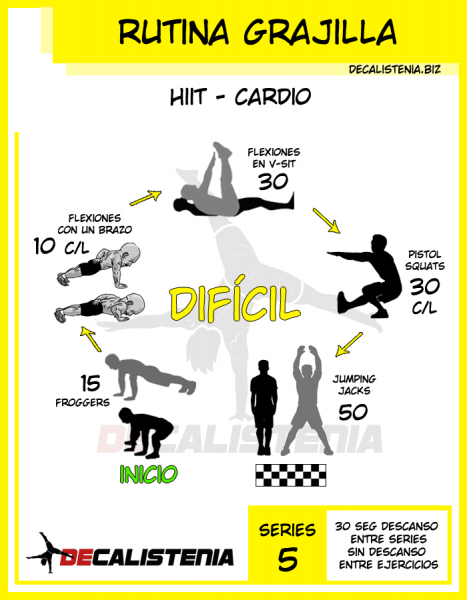 RUTINA GRAJILLA
DECALISTENIA.BIZ
HIIT - CARDIO
FLEXIONES
EN V-SIT
30
FLEXIONES
CON UN BRAZO
10 C/L
PISTOL
SQUATS
30
C/L
DIFÍCIL
15
FROGGERS
JUMPING
JACKS
50
DECALISTENIA
INICIO
DECALISTENIA
SERIES
5
30 SEG DESCANSO
ENTRE SERIES
SIN DESCANSO
ENTRE EJERCICIOS